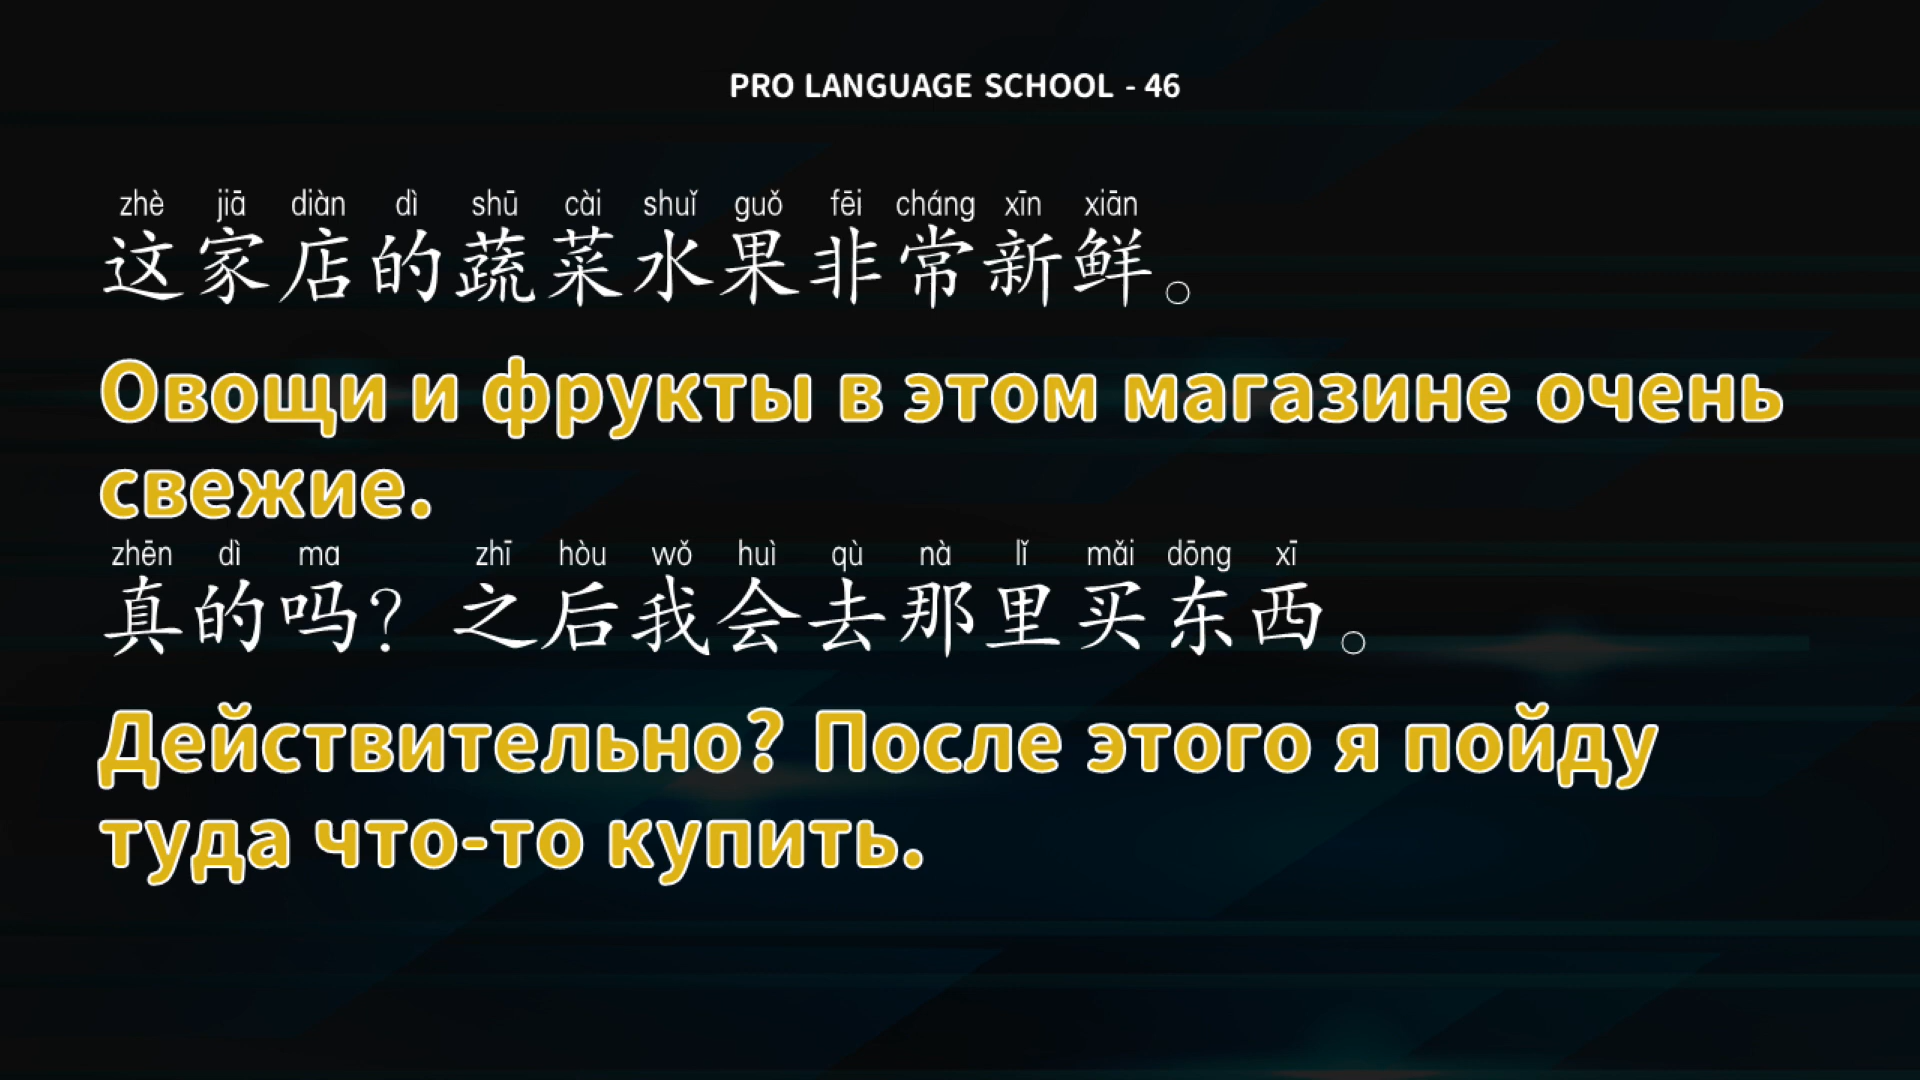 PRO LANGUAGE SCHOOL - 46
zhè jiā diàn dì shū cài shuǐ guǒ fēi cháng xīn xiān
这家店的蔬菜水果非常新鲜。
Овощи и фрукты в этом магазине очень
свежие.
zhēn dì ma zhī hòu wǒ huì qù nà lǐ mǎi dōng xī
真的吗？之后我会去那里买东西。
Действительно? После этого я пойду
туда что-то купить.